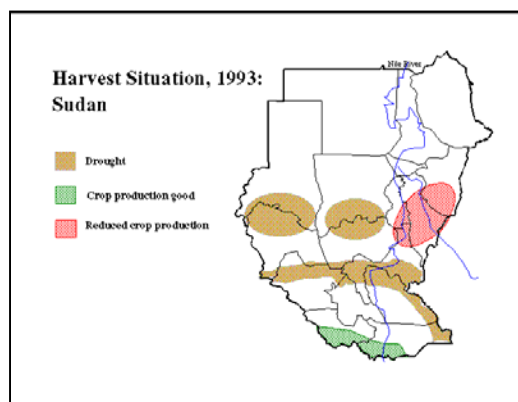 Nile River
Harvest Situation, 1993:
Sudan
Drought
Crop production good
Reduced crop production